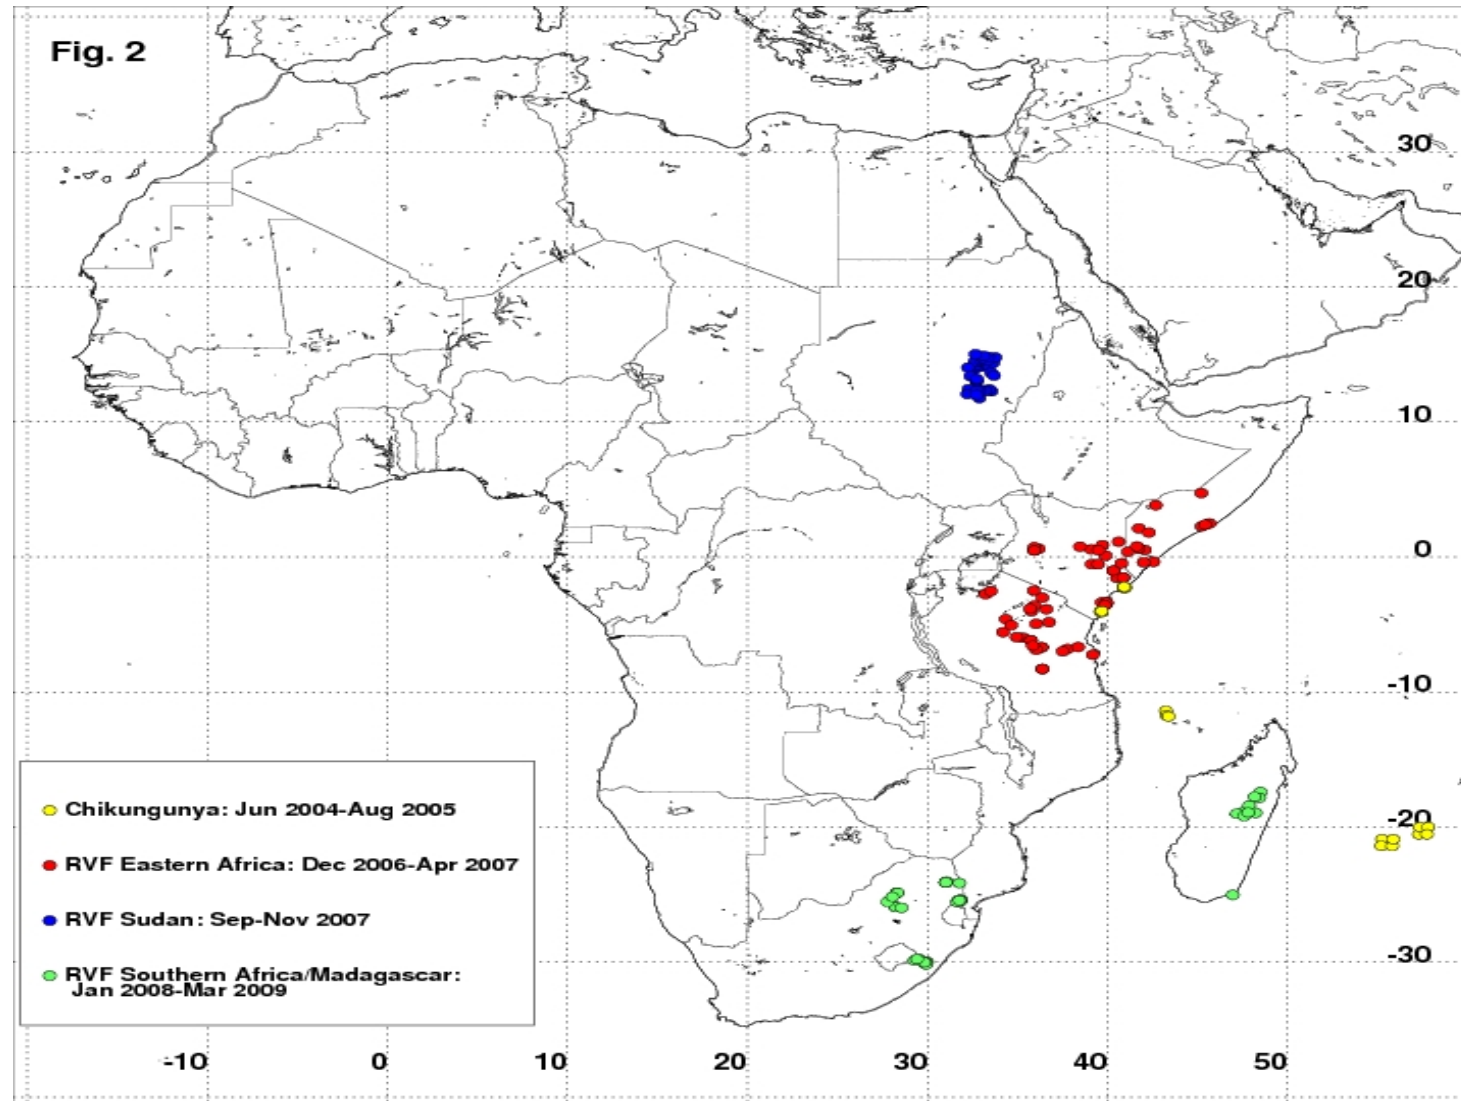 Fig. 2
30
20
10
0
-10
-20
-30
Chikungunya: Jun 2004-Aug 2005
RVF Eastern Africa: Dec 2006-Apr 2007
RVF Sudan: Sep-Nov 2007
RVF Southern Africa/Madagascar:
Jan 2008-Mar 2009
-10 0 10 20 30 40 50